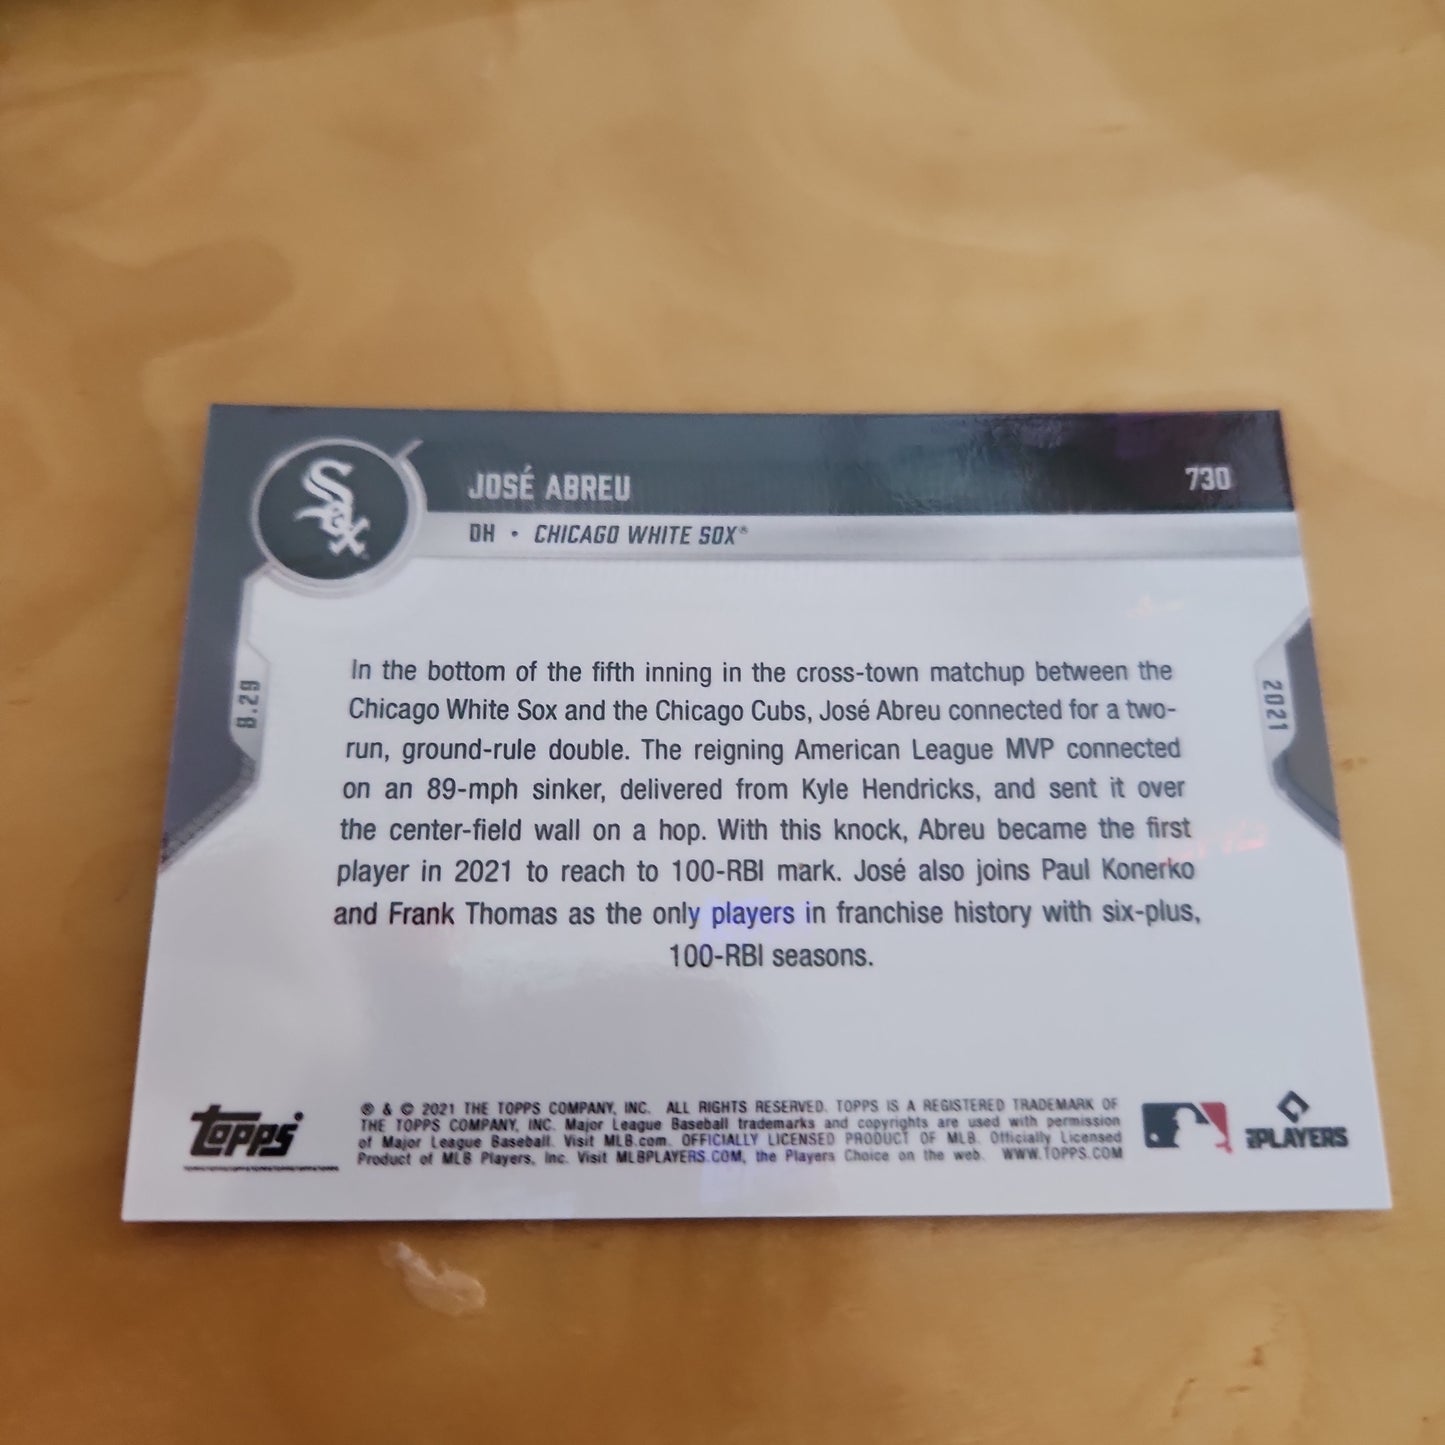 Sox
JOSÉ ABREU
730
DH • CHICAGO WHITE SOX®
8.29
2021
In the bottom of the fifth inning in the cross-town matchup between the
Chicago White Sox and the Chicago Cubs, José Abreu connected for a two-
run, ground-rule double. The reigning American League MVP connected
on an 89-mph sinker, delivered from Kyle Hendricks, and sent it over
the center-field wall on a hop. With this knock, Abreu became the first
player in 2021 to reach to 100-RBI mark. José also joins Paul Konerko
and Frank Thomas as the only players in franchise history with six-plus,
100-RBI seasons.
Topps
® & © 2021 THE TOPPS COMPANY, INC. ALL RIGHTS RESERVED. TOPPS IS A REGISTERED TRADEMARK OF
THE TOPPS COMPANY, INC. Major League Baseball trademarks and copyrights are used with permission
of Major League Baseball. Visit MLB.com. OFFICIALLY LICENSED PRODUCT OF MLB. Officially Licensed
Product of MLB Players, Inc. Visit MLBPLAYERS.COM, the Players Choice on the web. WWW.TOPPS.COM
PLAYERS